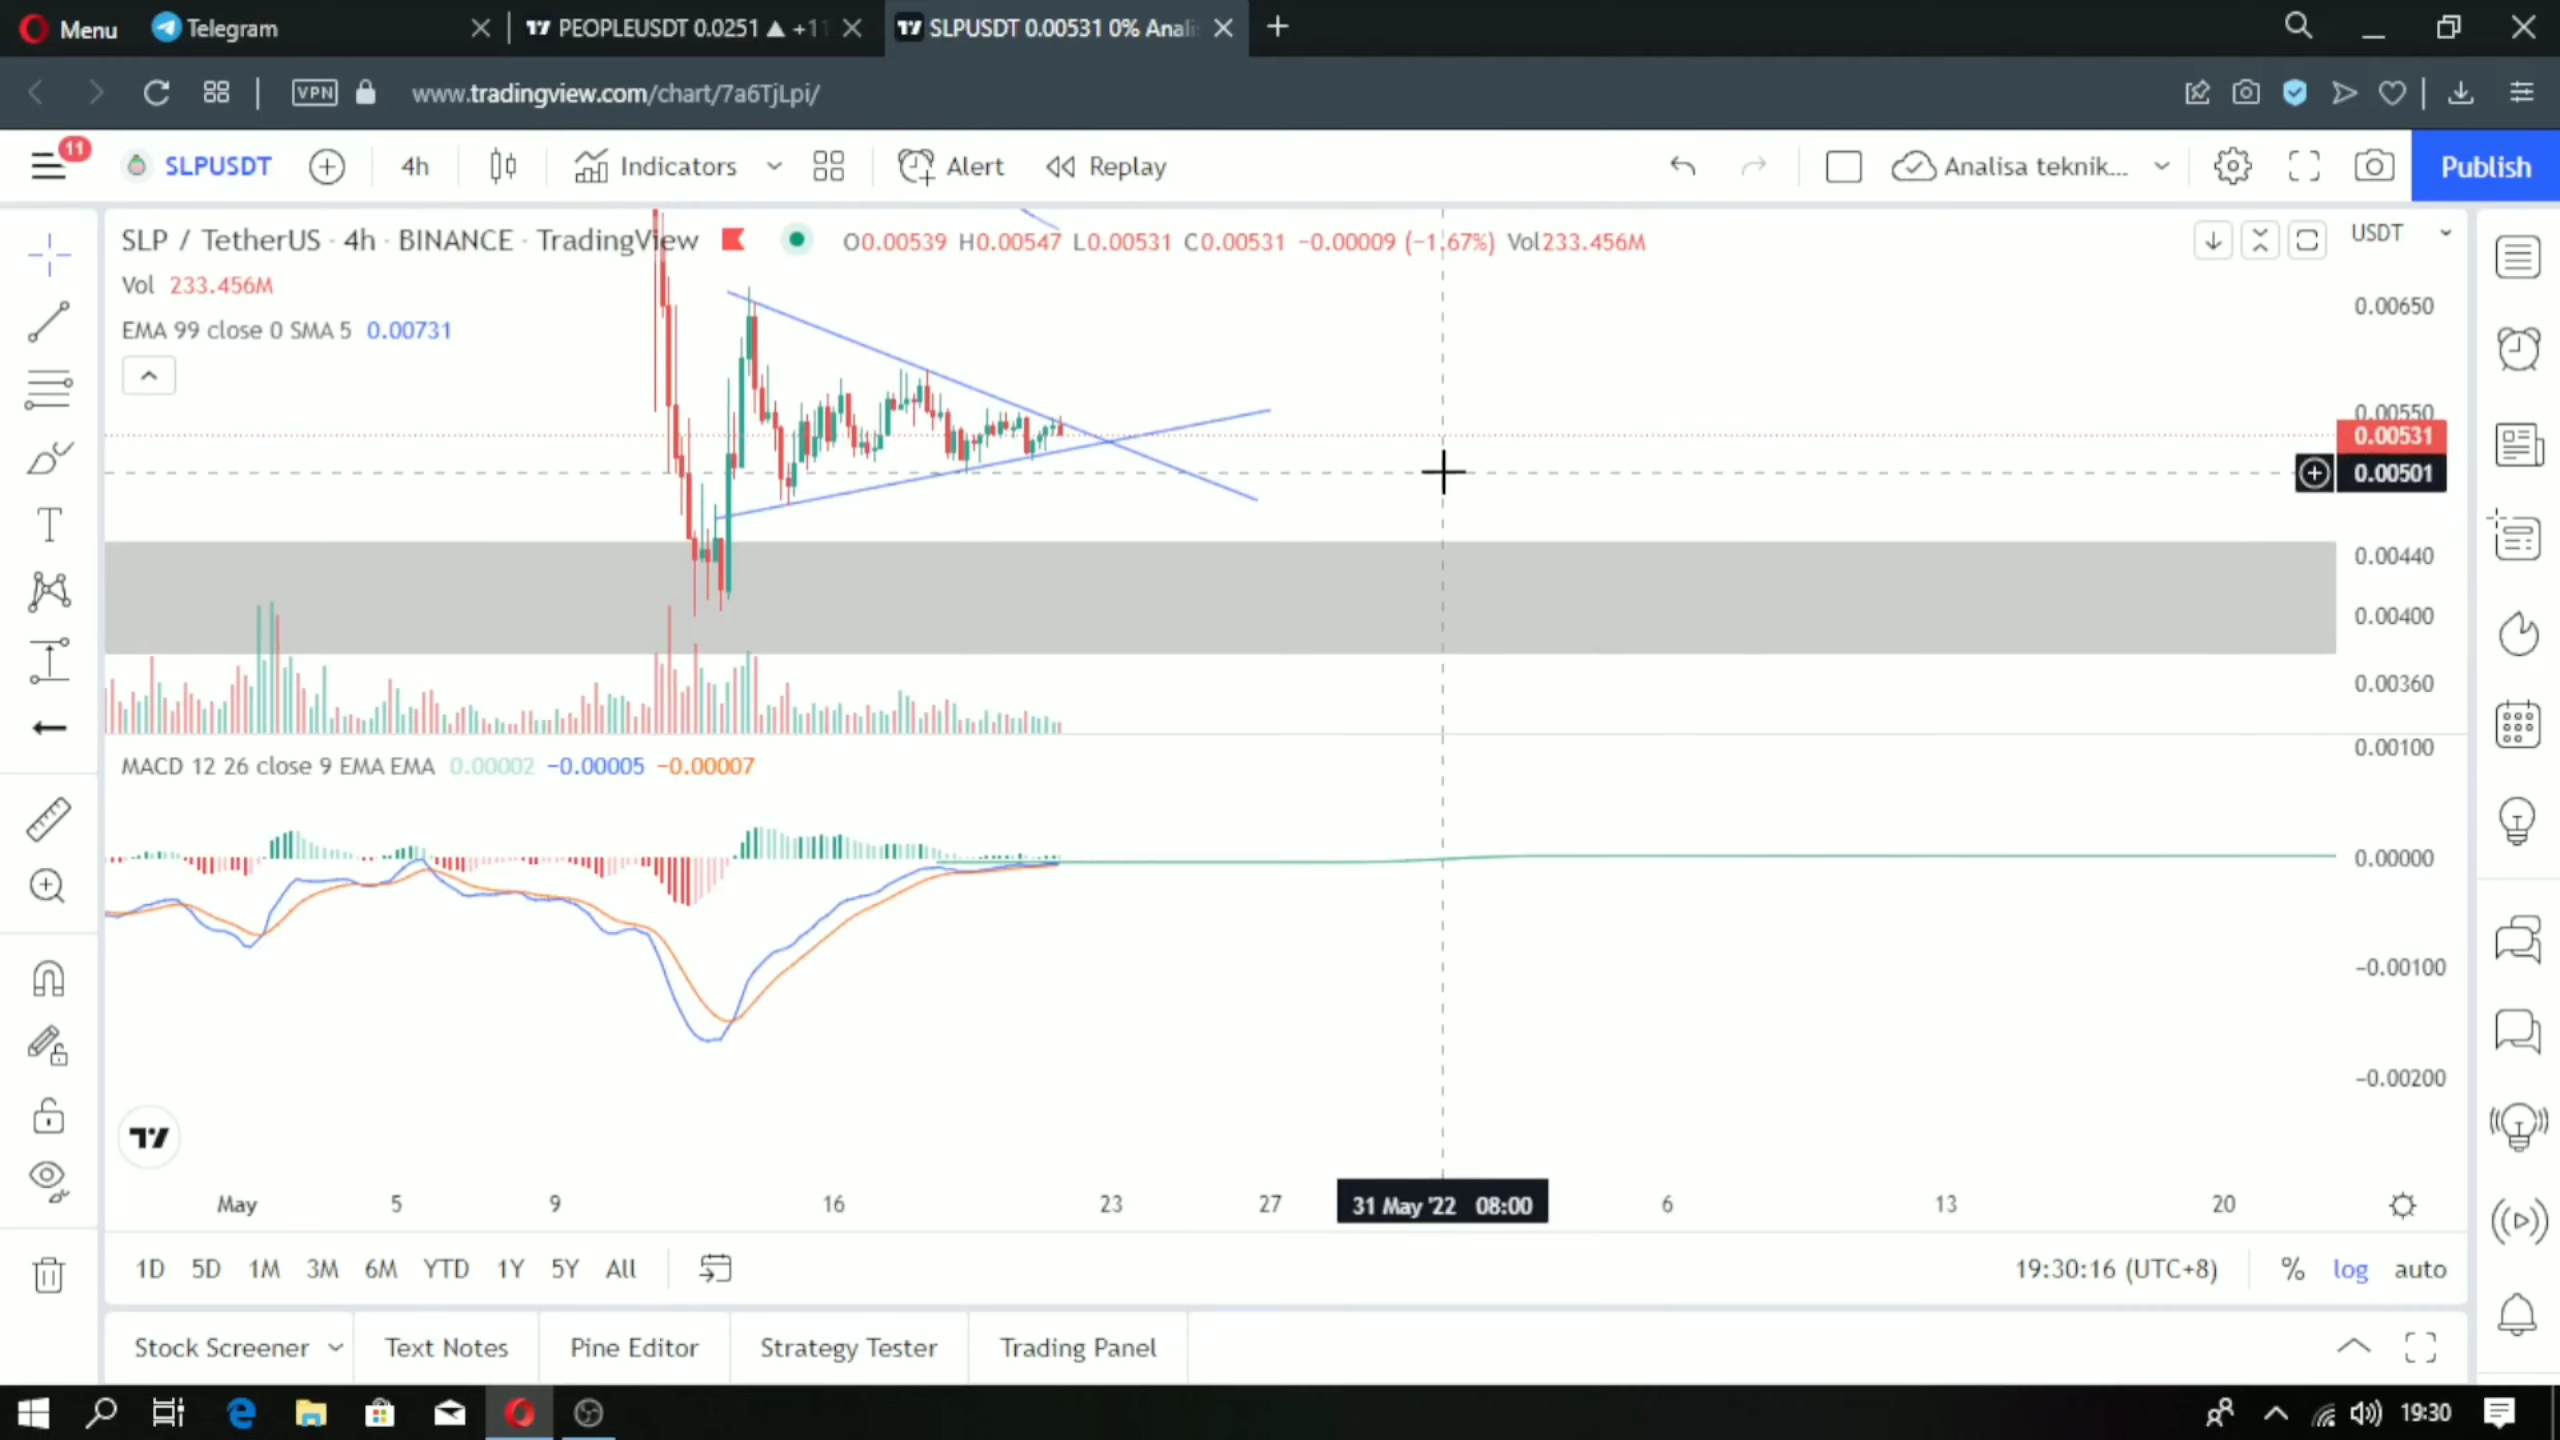 Menu
Telegram
PEOPLEUSDT 0.0251 ▲ +11
SLPUSDT 0.00531 0% Anali
VPN
www.tradingview.com/chart/7a6TjLpi/
11
SLPUSDT
4h
Indicators
Alert
Replay
Analisa teknik...
Publish
SLP / TetherUS · 4h · BINANCE · TradingView
O0.00539 H0.00547 L0.00531 C0.00531 −0.00009 (−1.67%) Vol233.456M
USDT
Vol 233.456M
EMA 99 close 0 SMA 5 0.00731
0.00650
0.00550
0.00531
0.00501
0.00440
0.00400
0.00360
MACD 12 26 close 9 EMA EMA 0.00002 −0.00005 −0.00007
0.00100
0.00000
−0.00100
−0.00200
May
5
9
16
23
27
31 May '22 08:00
6
13
20
1D
5D
1M
3M
6M
YTD
1Y
5Y
All
19:30:16 (UTC+8)
%
log
auto
Stock Screener
Text Notes
Pine Editor
Strategy Tester
Trading Panel
19:30